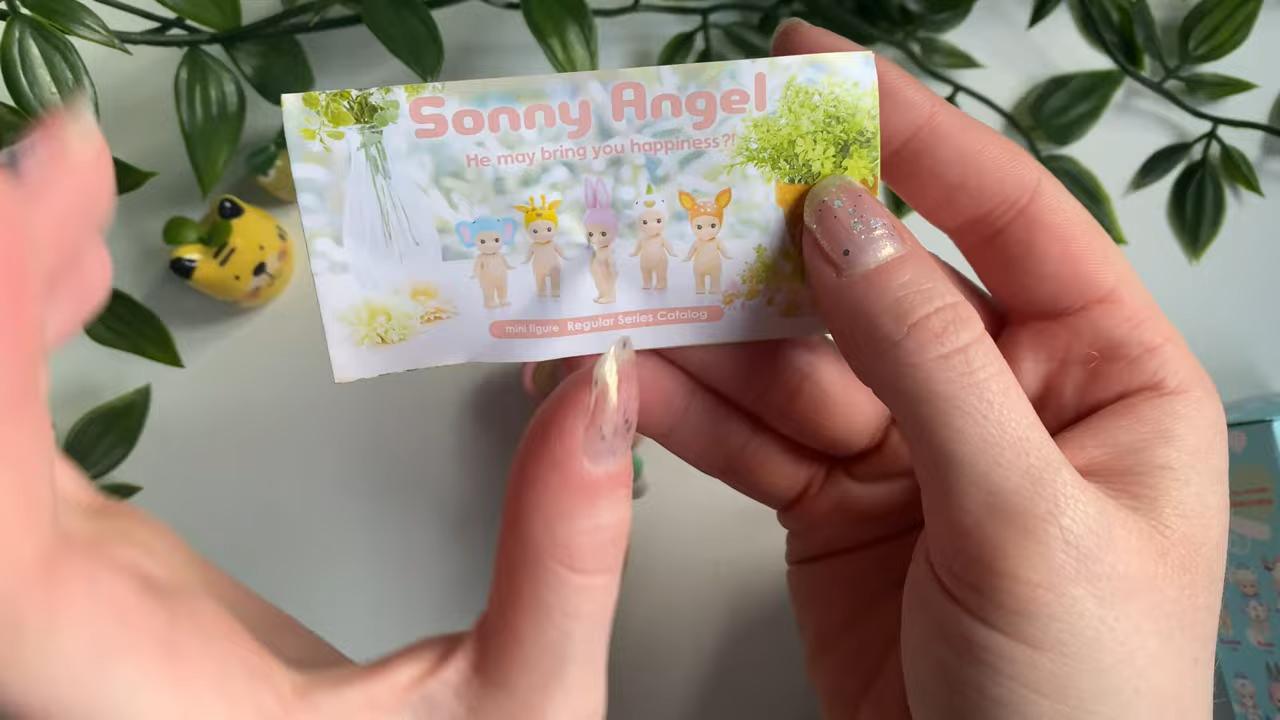 Sonny Angel
He may bring you happiness?!
mini figure Regular Series Catalog